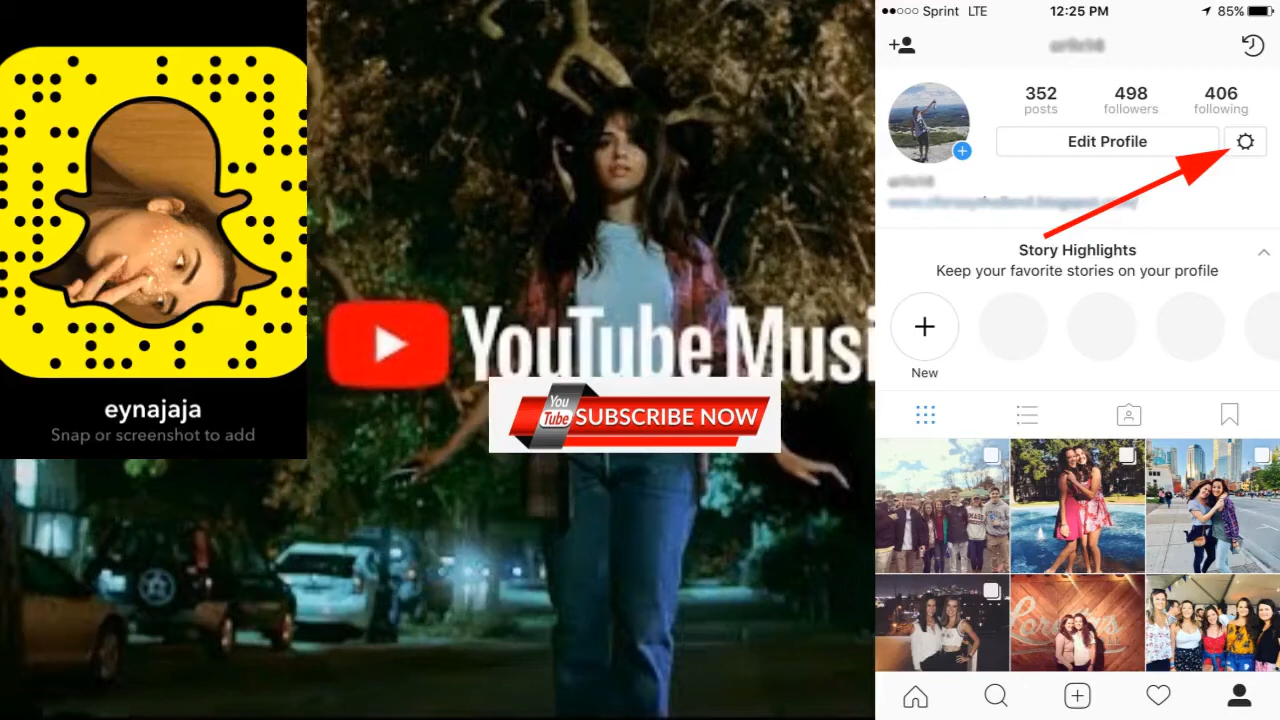 eynajaja
Snap or screenshot to add
YouTube Musi
You
Tube
SUBSCRIBE NOW
Sprint LTE
12:25 PM
85%
352
posts
498
followers
406
following
Edit Profile
Story Highlights
Keep your favorite stories on your profile
New